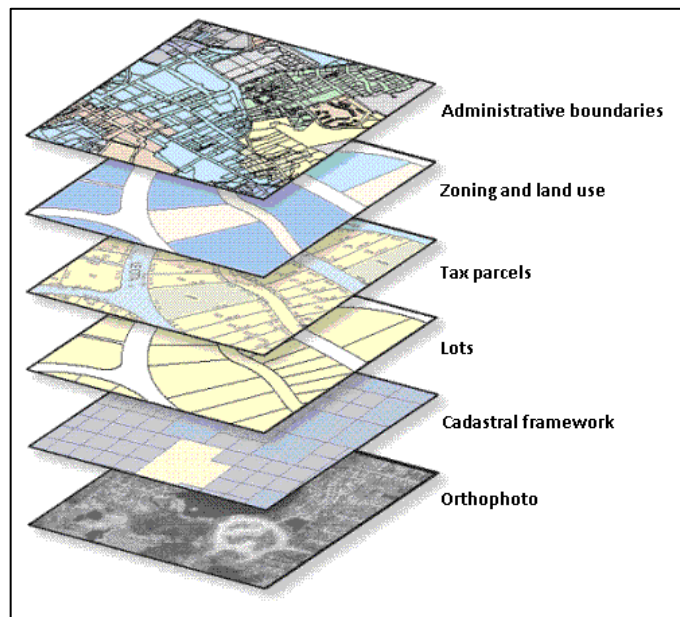 Administrative boundaries
Zoning and land use
Tax parcels
Lots
Cadastral framework
Orthophoto